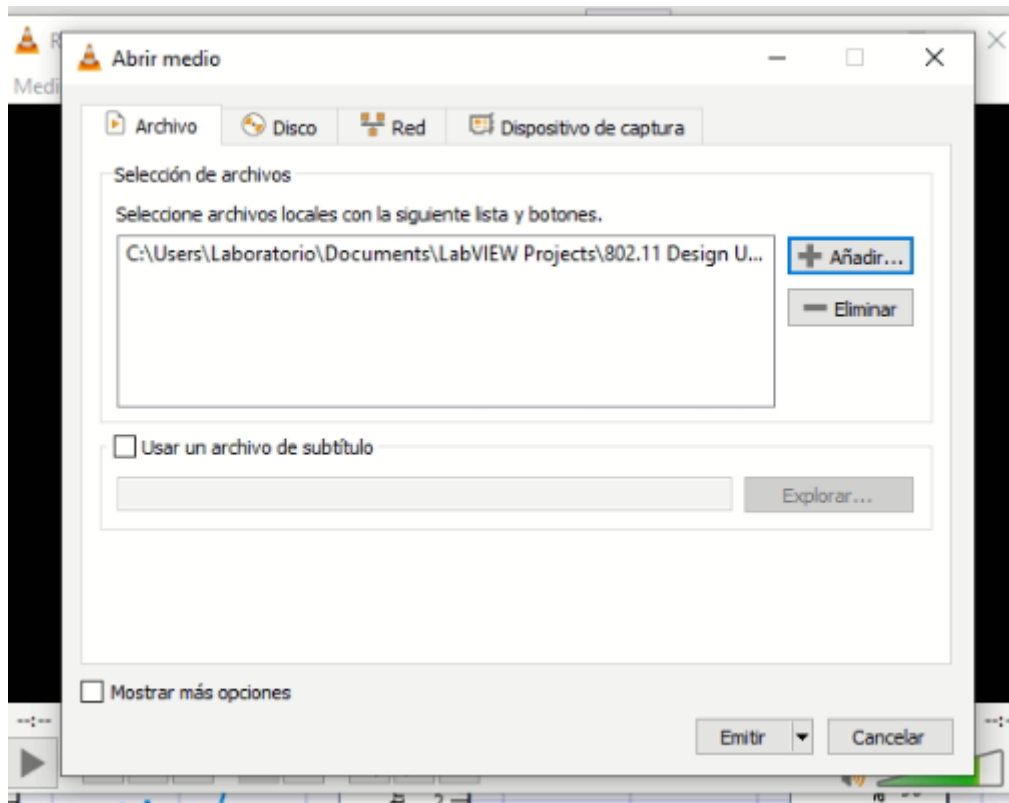 R
Abrir medio
Medi
Archivo
Disco
Red
Dispositivo de captura
Selección de archivos
Seleccione archivos locales con la siguiente lista y botones.
C:\Users\Laboratorio\Documents\LabVIEW Projects\802.11 Design U...
Añadir...
Eliminar
Usar un archivo de subtítulo
Explorar...
Mostrar más opciones
--:--
Emitir
Cancelar